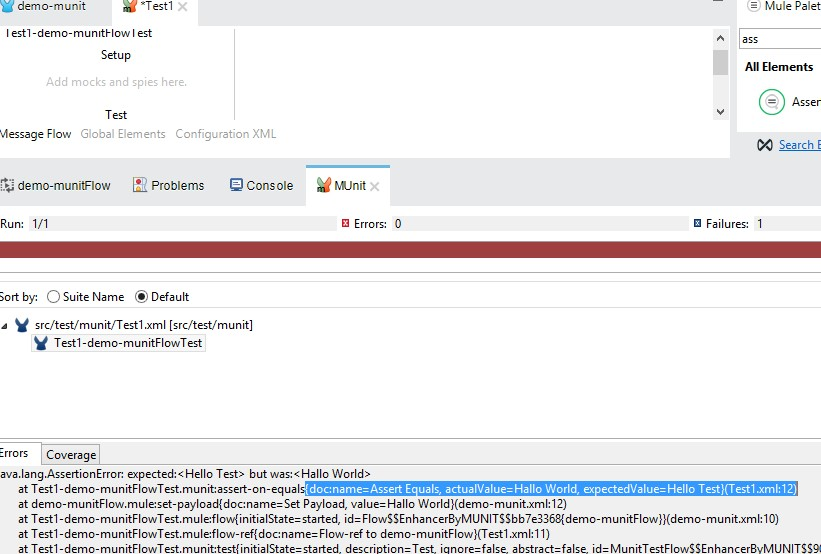 demo-munit
*Test1
Mule Palet
Test1-demo-munitFlowTest
Setup
Add mocks and spies here.
Test
Message Flow Global Elements Configuration XML
ass
All Elements
Asser
Search E
demo-munitFlow Problems Console MUnit
Run: 1/1 Errors: 0 Failures: 1
Sort by: Suite Name Default
src/test/munit/Test1.xml [src/test/munit]
Test1-demo-munitFlowTest
Errors Coverage
ava.lang.AssertionError: expected:<Hello Test> but was:<Hallo World>
at Test1-demo-munitFlowTest.munit:assert-on-equals{doc:name=Assert Equals, actualValue=Hallo World, expectedValue=Hello Test}(Test1.xml:12)
at demo-munitFlow.mule:set-payload{doc:name=Set Payload, value=Hallo World}(demo-munit.xml:12)
at Test1-demo-munitFlowTest.mule:flow{initialState=started, id=Flow$$EnhancerByMUNIT$$bb7e3368{demo-munitFlow}}(demo-munit.xml:10)
at Test1-demo-munitFlowTest.mule:flow-ref{doc:name=Flow-ref to demo-munitFlow}(Test1.xml:11)
at Test1-demo-munitFlowTest.munit:test{initialState=started, description=Test, ignore=false, abstract=false, id=MunitTestFlow$$EnhancerByMUNIT$$9